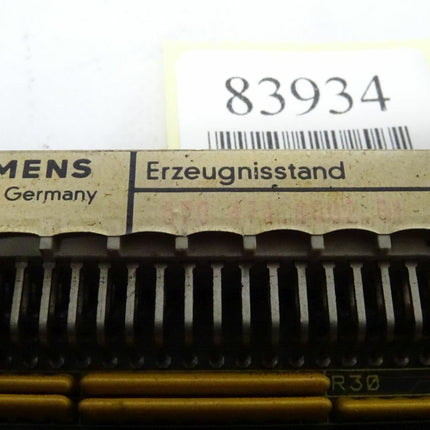 83934
MENS
Erzeugnisstand
Germany
R30